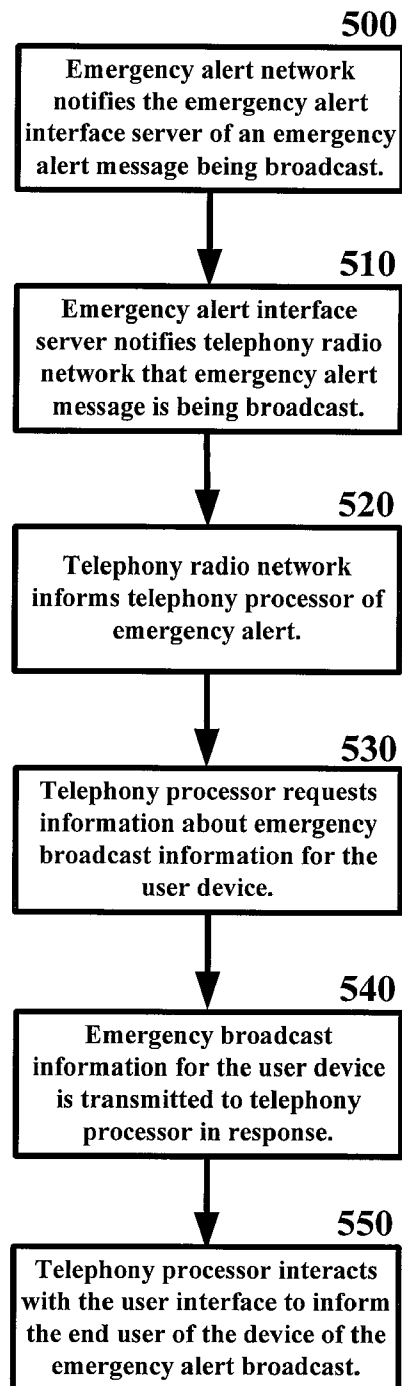 500
Emergency alert network
notifies the emergency alert
interface server of an emergency
alert message being broadcast.
510
Emergency alert interface
server notifies telephony radio
network that emergency alert
message is being broadcast.
520
Telephony radio network
informs telephony processor of
emergency alert.
530
Telephony processor requests
information about emergency
broadcast information for the
user device.
540
Emergency broadcast
information for the user device
is transmitted to telephony
processor in response.
550
Telephony processor interacts
with the user interface to inform
the end user of the device of the
emergency alert broadcast.